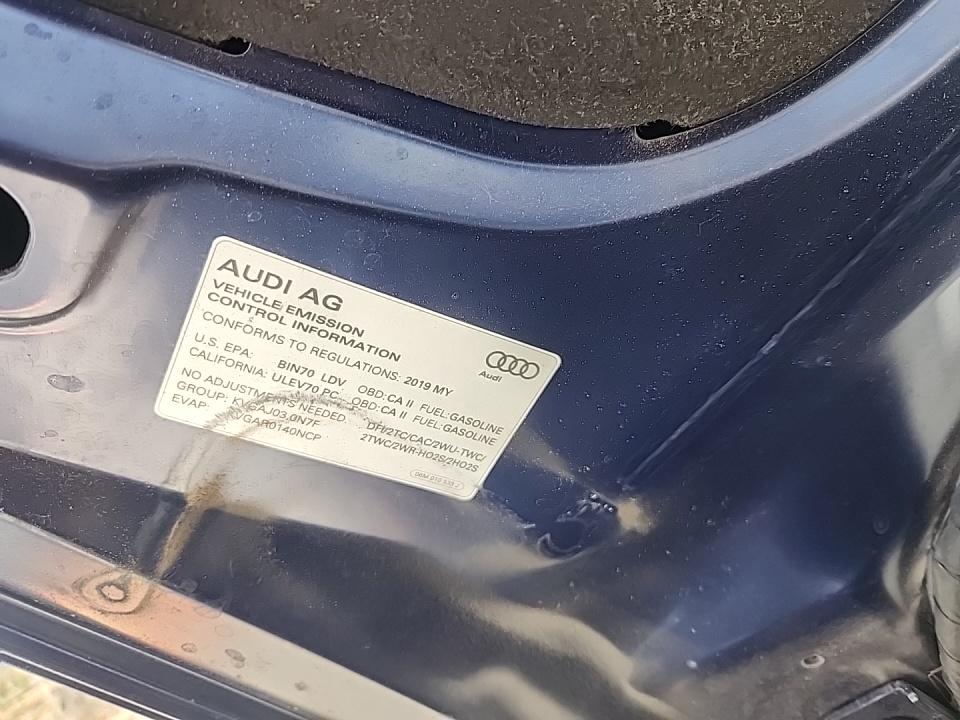 AUDI AG
VEHICLE EMISSION
CONTROL INFORMATION
CONFORMS TO REGULATIONS: 2019 MY
U.S. EPA: BIN70 LDV OBD:CA II FUEL:GASOLINE
CALIFORNIA: ULEV70 PC OBD:CA II FUEL:GASOLINE
NO ADJUSTMENTS NEEDED DFI/2TC/CAC/2WU-TWC/
GROUP: KVGAJ03.0N7F 2TWC/2WR-HO2S/2HO2S
EVAP: KVGAR0140NCP
Audi